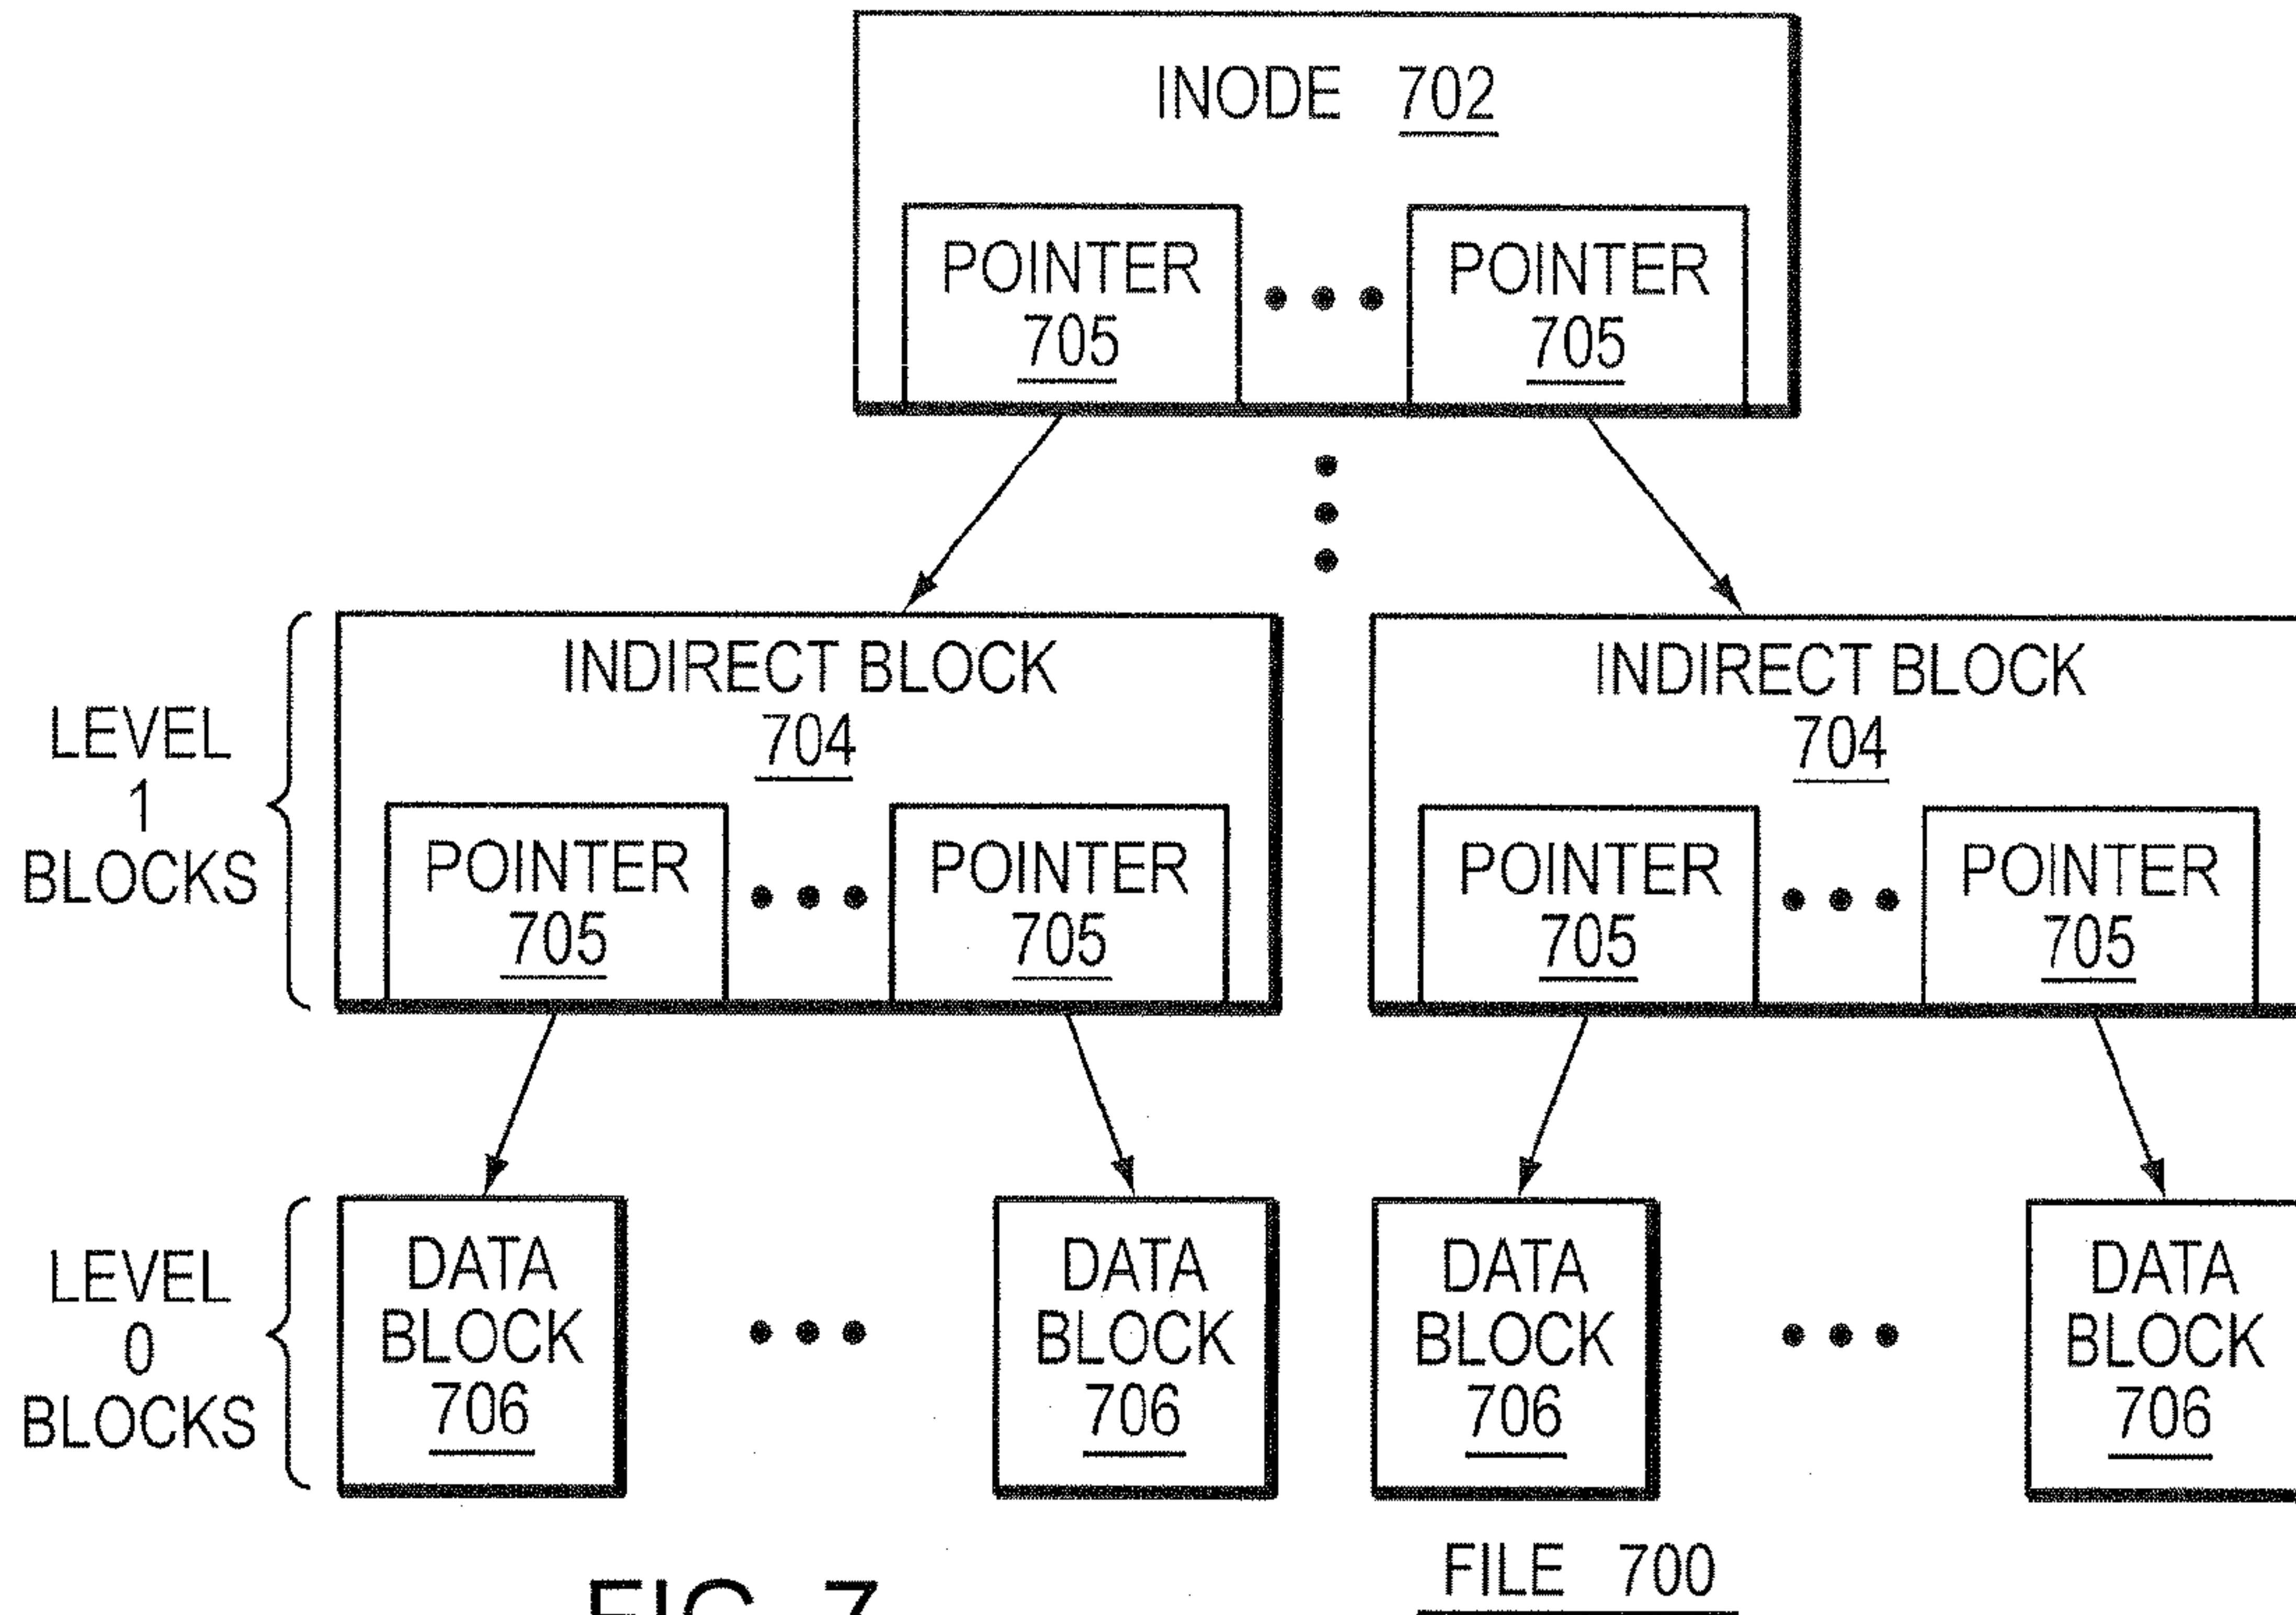 INODE 702
POINTER
705
POINTER
705
LEVEL
1
BLOCKS
INDIRECT BLOCK
704
POINTER
705
POINTER
705
INDIRECT BLOCK
704
POINTER
705
POINTER
705
LEVEL
0
BLOCKS
DATA
BLOCK
706
DATA
BLOCK
706
DATA
BLOCK
706
DATA
BLOCK
706
FILE 700
FIG. 7